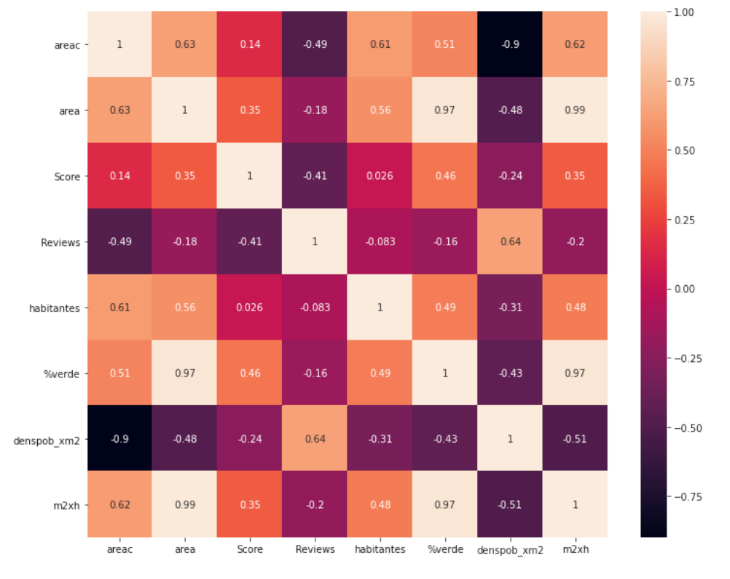 areac 1 0.63 0.14 -0.49 0.61 0.51 -0.9 0.62
area 0.63 1 0.35 -0.18 0.56 0.97 -0.48 0.99
Score 0.14 0.35 1 -0.41 0.026 0.46 -0.24 0.35
Reviews -0.49 -0.18 -0.41 1 -0.083 -0.16 0.64 -0.2
habitantes 0.61 0.56 0.026 -0.083 1 0.49 -0.31 0.48
%verde 0.51 0.97 0.46 -0.16 0.49 1 -0.43 0.97
denspob_xm2 -0.9 -0.48 -0.24 0.64 -0.31 -0.43 1 -0.51
m2xh 0.62 0.99 0.35 -0.2 0.48 0.97 -0.51 1
areac area Score Reviews habitantes %verde denspob_xm2 m2xh
1.00
0.75
0.50
0.25
0.00
−0.25
−0.50
−0.75